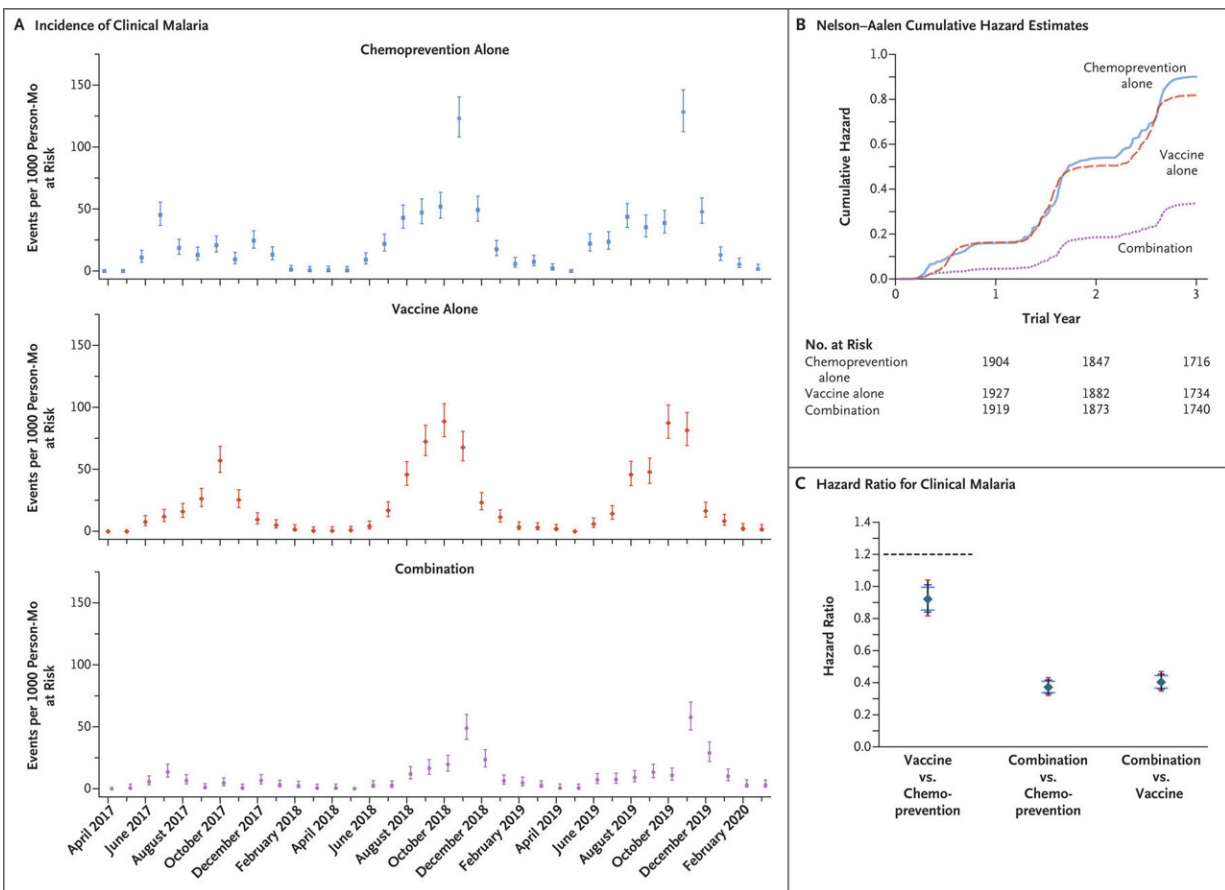 A Incidence of Clinical Malaria
Chemoprevention Alone
Events per 1000 Person-Mo
at Risk
150
100
50
0
Vaccine Alone
Events per 1000 Person-Mo
at Risk
150
100
50
0
Combination
Events per 1000 Person-Mo
at Risk
150
100
50
0
April 2017
June 2017
August 2017
October 2017
December 2017
February 2018
April 2018
June 2018
August 2018
October 2018
December 2018
February 2019
April 2019
June 2019
August 2019
October 2019
December 2019
February 2020
B Nelson–Aalen Cumulative Hazard Estimates
Cumulative Hazard
1.0
0.8
0.6
0.4
0.2
0.0
Chemoprevention
alone
Vaccine
alone
Combination
0 1 2 3
Trial Year
No. at Risk
Chemoprevention 1904 1847 1716
alone
Vaccine alone 1927 1882 1734
Combination 1919 1873 1740
C Hazard Ratio for Clinical Malaria
Hazard Ratio
1.4
1.2
1.0
0.8
0.6
0.4
0.2
0.0
Vaccine
vs.
Chemo-
prevention
Combination
vs.
Chemo-
prevention
Combination
vs.
Vaccine